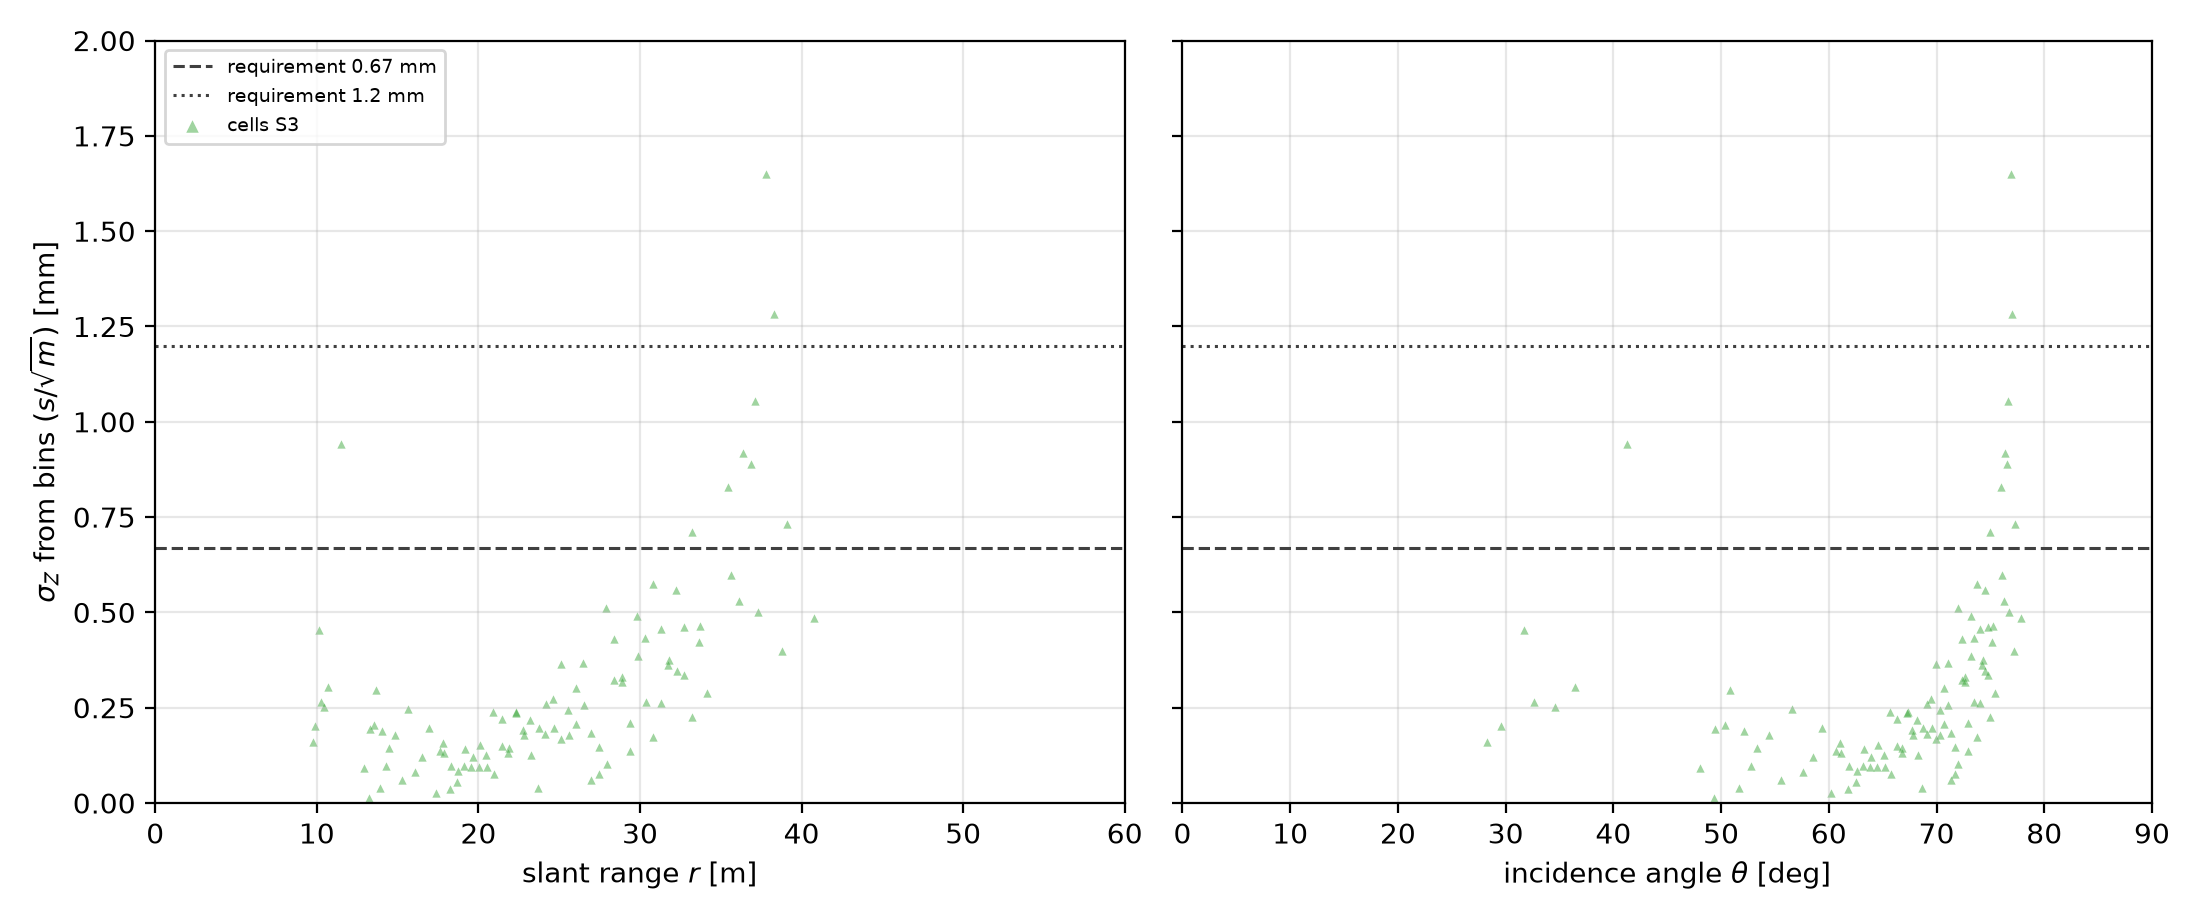 requirement 0.67 mm
requirement 1.2 mm
cells S3
σz from bins (s/√m) [mm]
2.00
1.75
1.50
1.25
1.00
0.75
0.50
0.25
0.00
0 10 20 30 40 50 60
slant range r [m]
0 10 20 30 40 50 60 70 80 90
incidence angle θ [deg]